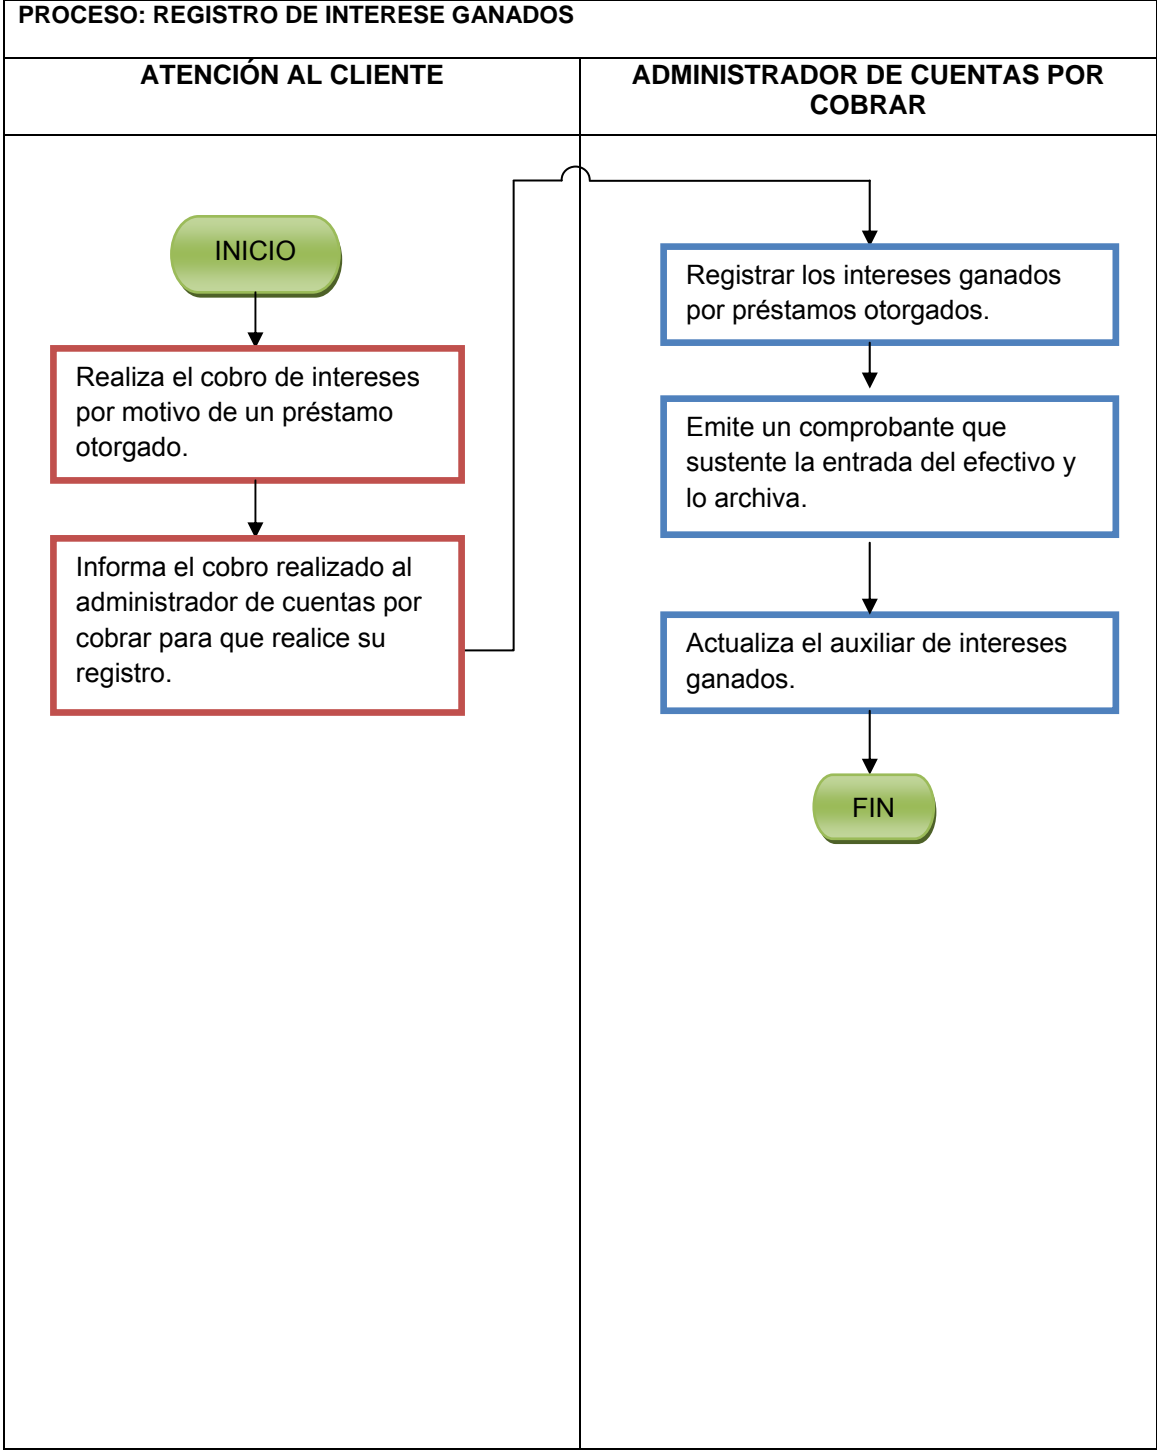 PROCESO: REGISTRO DE INTERESE GANADOS
ATENCIÓN AL CLIENTE
ADMINISTRADOR DE CUENTAS POR
COBRAR
INICIO
Realiza el cobro de intereses
por motivo de un préstamo
otorgado.
Informa el cobro realizado al
administrador de cuentas por
cobrar para que realice su
registro.
Registrar los intereses ganados
por préstamos otorgados.
Emite un comprobante que
sustente la entrada del efectivo y
lo archiva.
Actualiza el auxiliar de intereses
ganados.
FIN